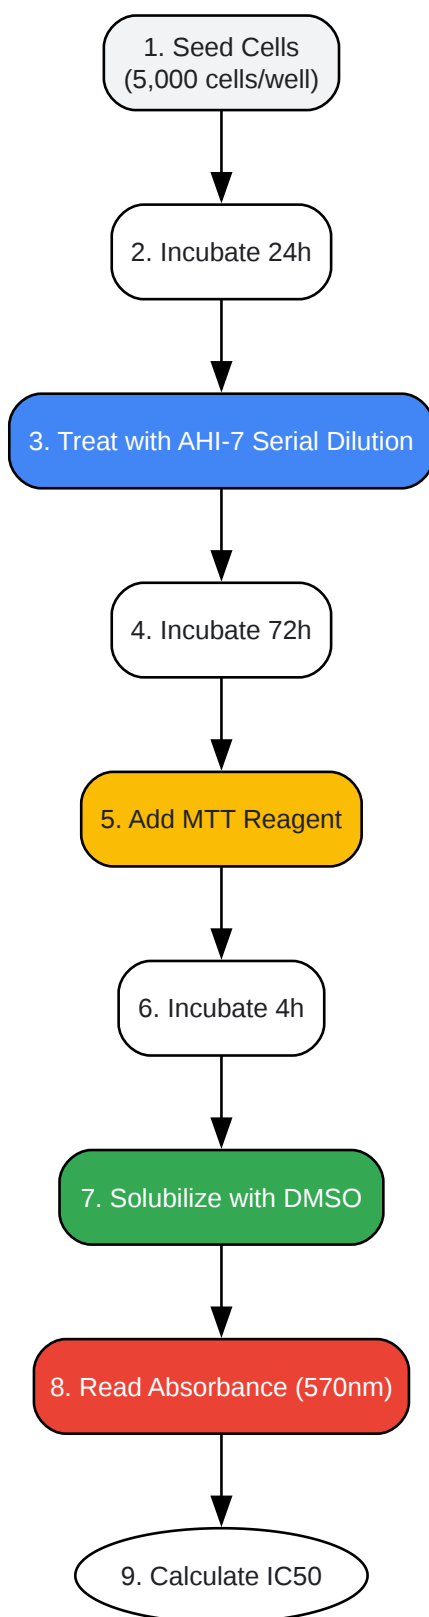 1. Seed Cells
(5,000 cells/well)
2. Incubate 24h
3. Treat with AHI-7 Serial Dilution
4. Incubate 72h
5. Add MTT Reagent
6. Incubate 4h
7. Solubilize with DMSO
8. Read Absorbance (570nm)
9. Calculate IC50